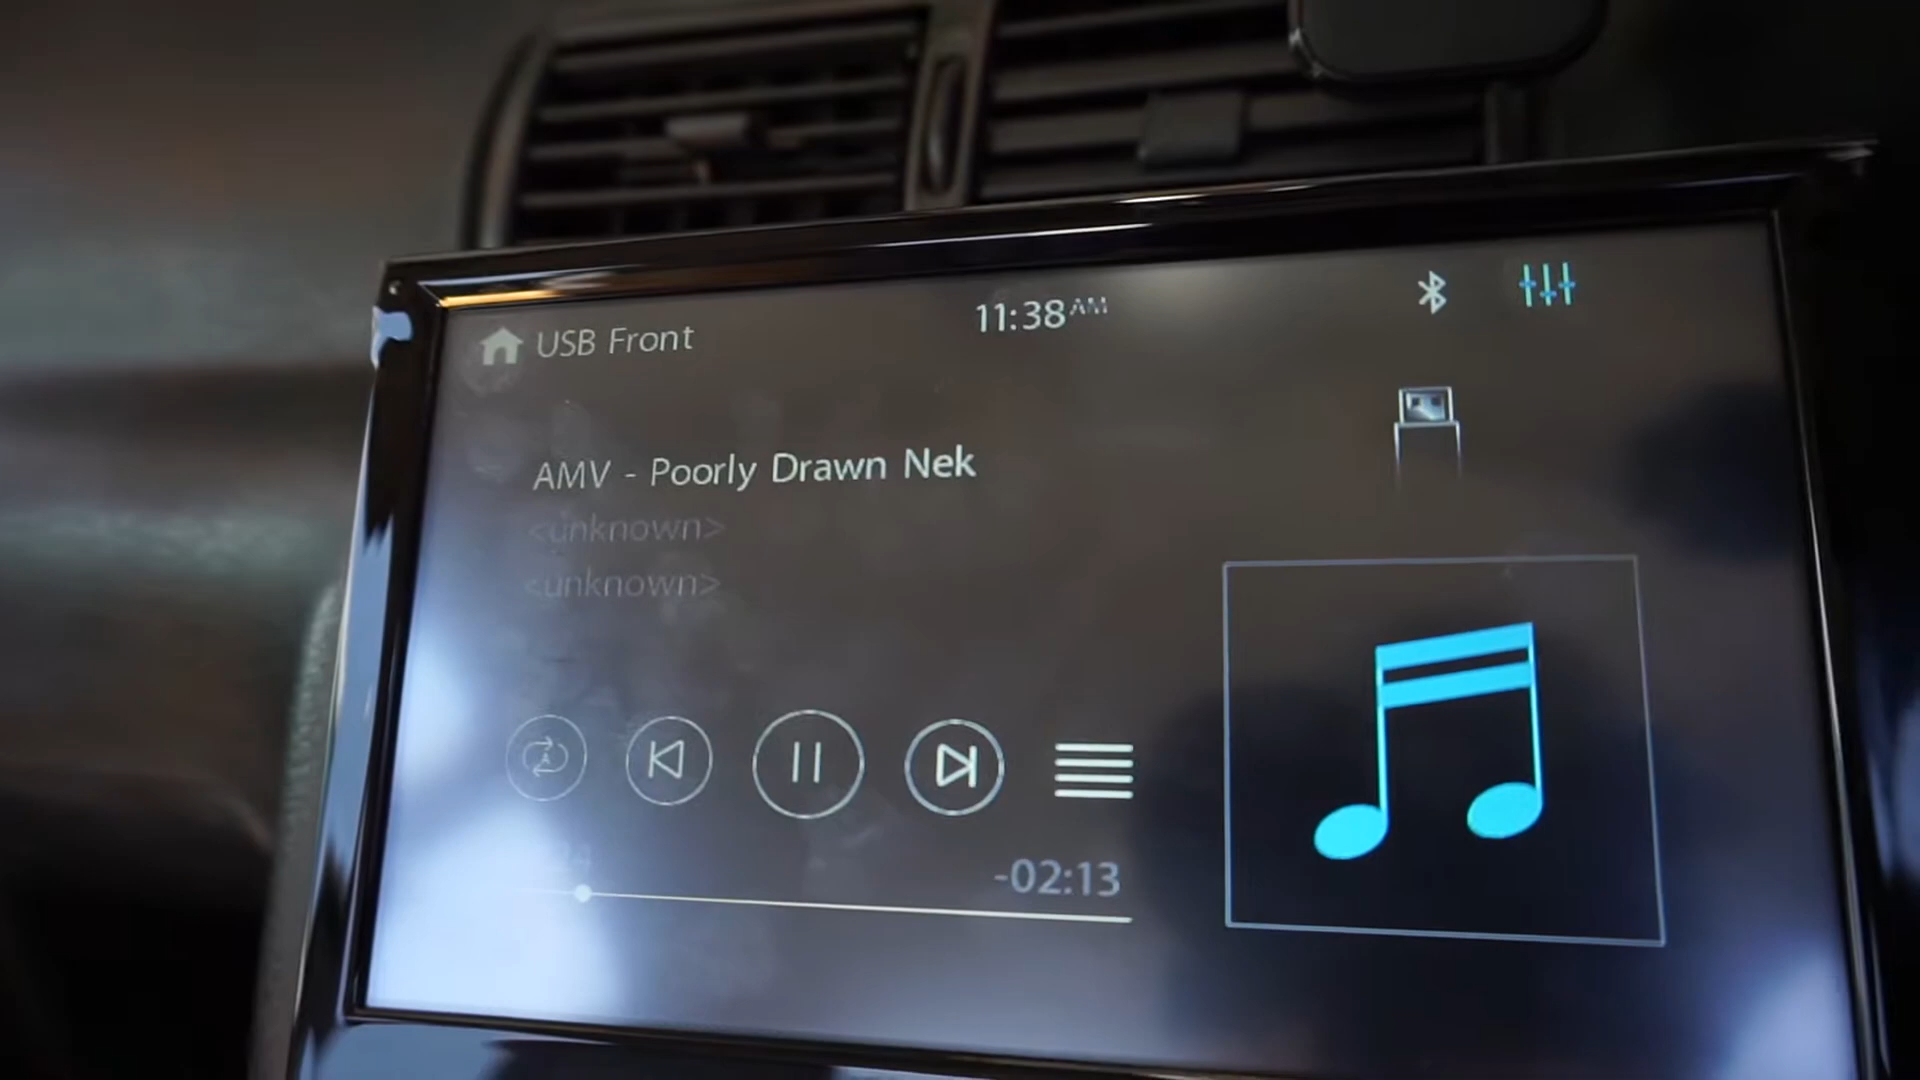 USB Front
11:38 AM
AMV - Poorly Drawn Nek
<unknown>
<unknown>
-02:13